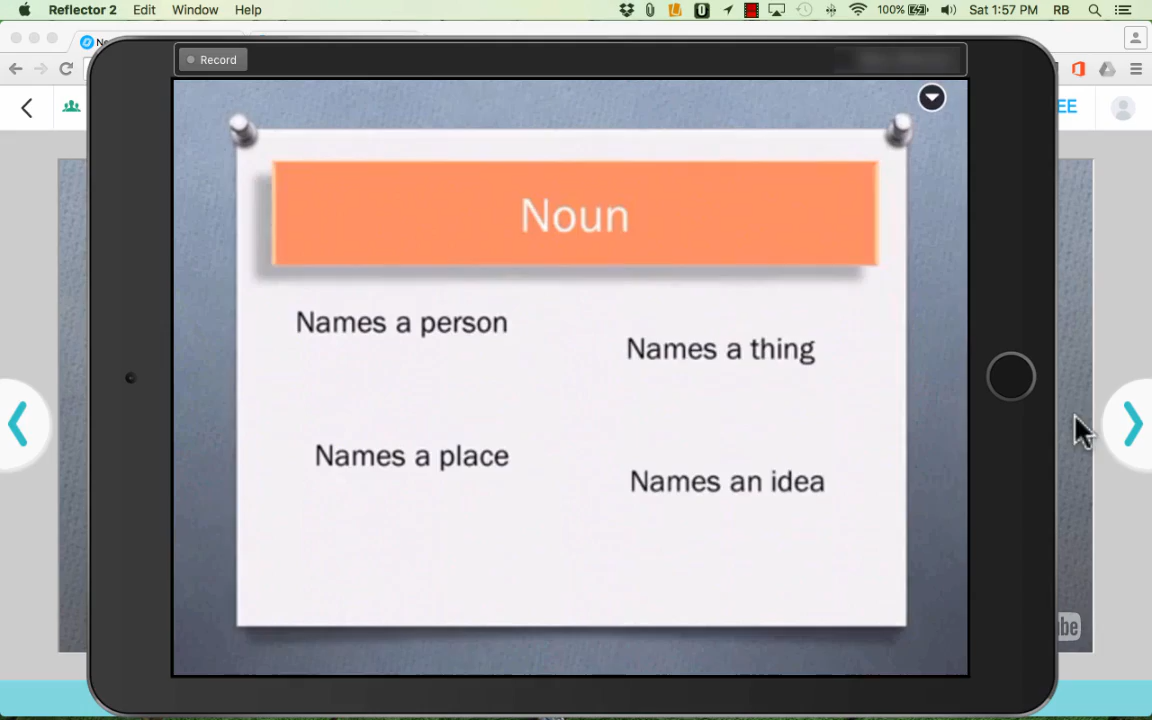 Reflector 2 Edit Window Help 100% Sat 1:57 PM RB
Record
EE
Noun
Names a person
Names a thing
Names a place
Names an idea